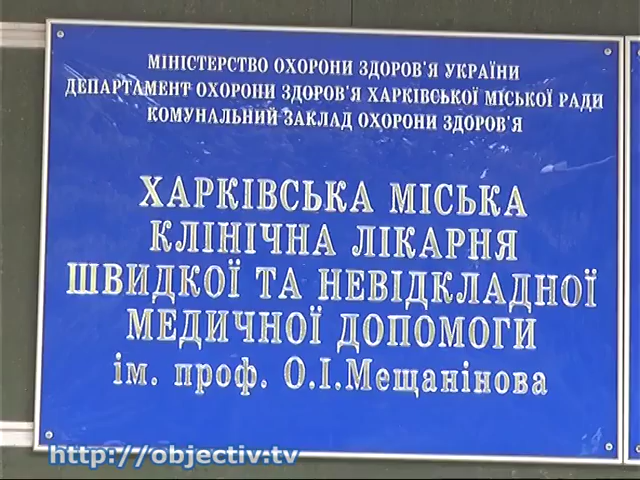 МІНІСТЕРСТВО ОХОРОНИ ЗДОРОВ'Я УКРАЇНИ
ДЕПАРТАМЕНТ ОХОРОНИ ЗДОРОВ'Я ХАРКІВСЬКОЇ МІСЬКОЇ РАДИ
КОМУНАЛЬНИЙ ЗАКЛАД ОХОРОНИ ЗДОРОВ'Я
ХАРКІВСЬКА МІСЬКА
КЛІНІЧНА ЛІКАРНЯ
ШВИДКОЇ ТА НЕВІДКЛАДНОЇ
МЕДИЧНОЇ ДОПОМОГИ
ім. проф. О.І.Мещанінова
http://objectiv.tv